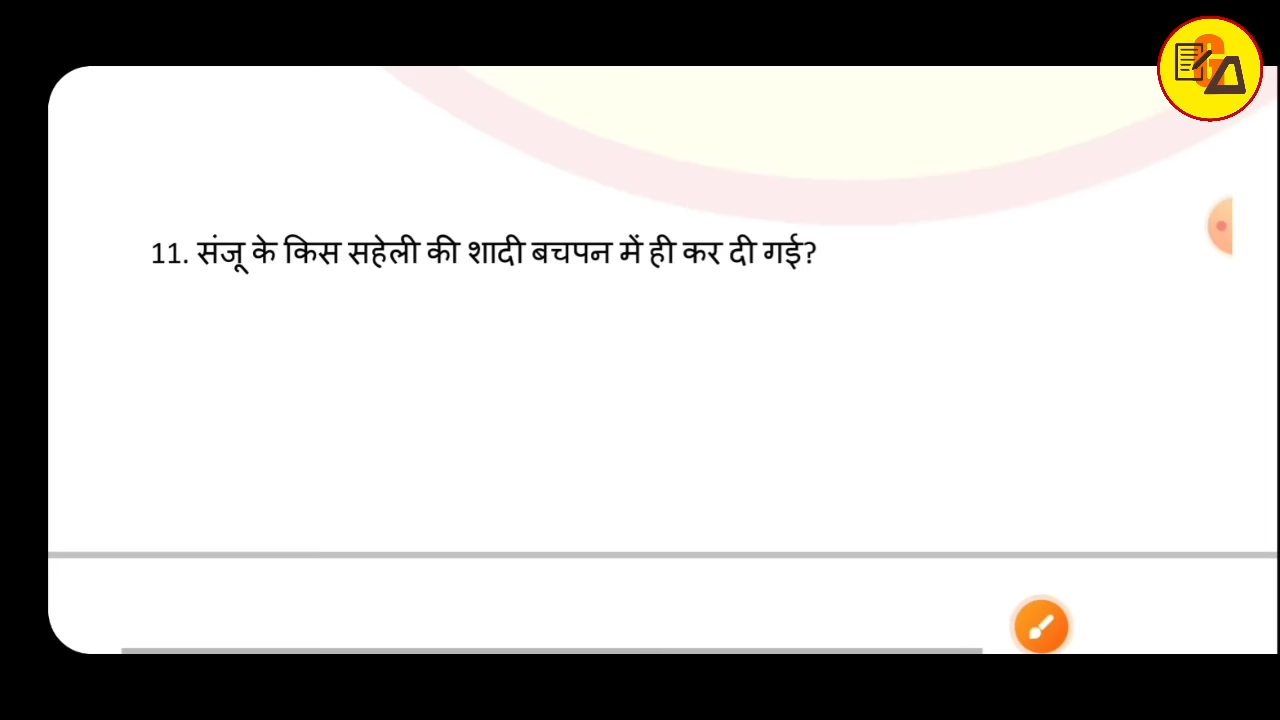 11. संजू के किस सहेली की शादी बचपन में ही कर दी गई?